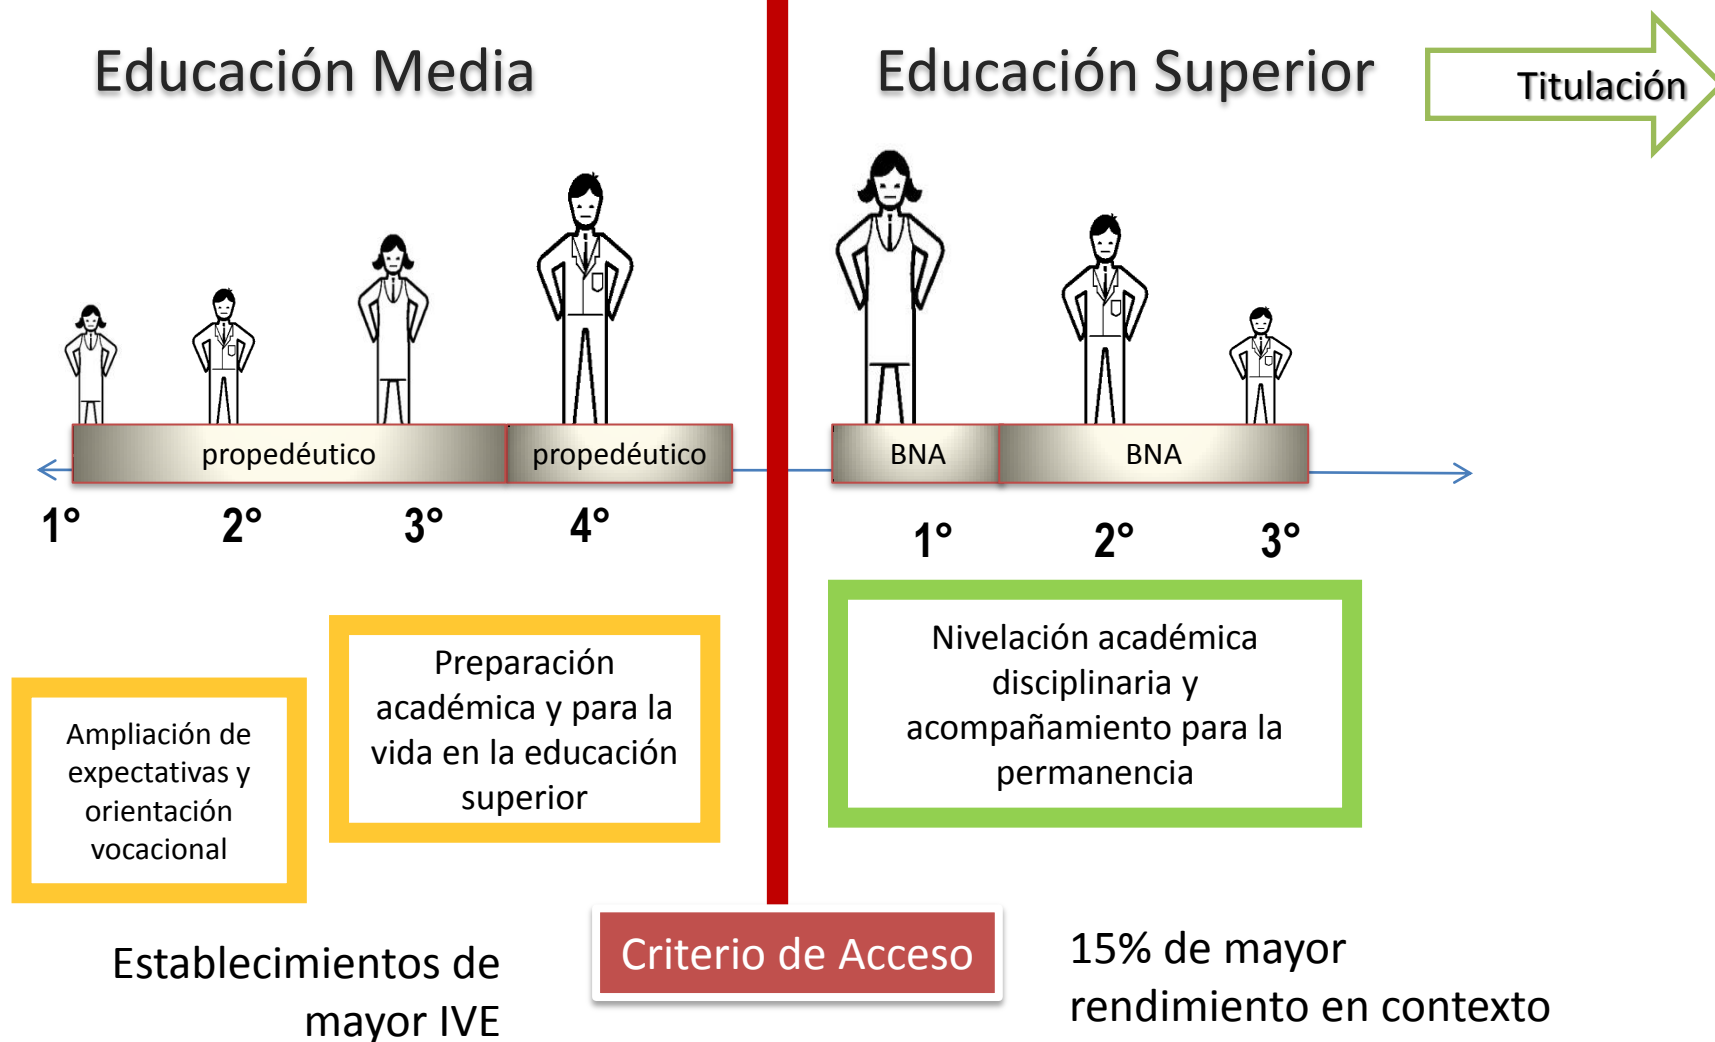 Educación Media
Educación Superior
Titulación
propedéutico
propedéutico
BNA
BNA
1°
2°
3°
4°
1°
2°
3°
Ampliación de
expectativas y
orientación
vocacional
Preparación
académica y para la
vida en la educación
superior
Nivelación académica
disciplinaria y
acompañamiento para la
permanencia
Establecimientos de
mayor IVE
Criterio de Acceso
15% de mayor
rendimiento en contexto